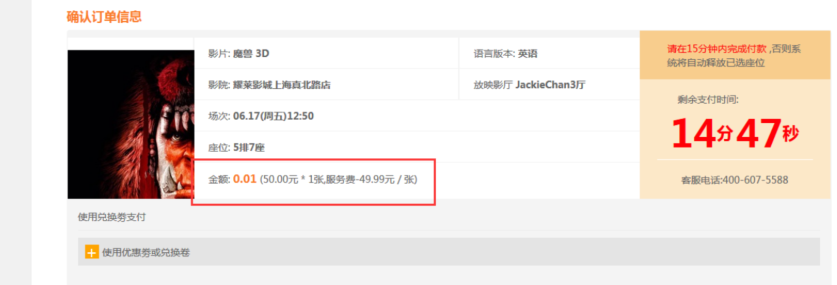 确认订单信息
影片: 魔兽 3D
语言版本: 英语
影院: 耀莱影城上海真北路店
放映影厅 JackieChan3厅
场次: 06.17(周五)12:50
座位: 5排7座
金额: 0.01 (50.00元 * 1张,服务费-49.99元 / 张)
请在15分钟内完成付款 ,否则系
统将自动释放已选座位
剩余支付时间:
14分47秒
客服电话:400-607-5588
使用兑换券支付
使用优惠券或兑换卷